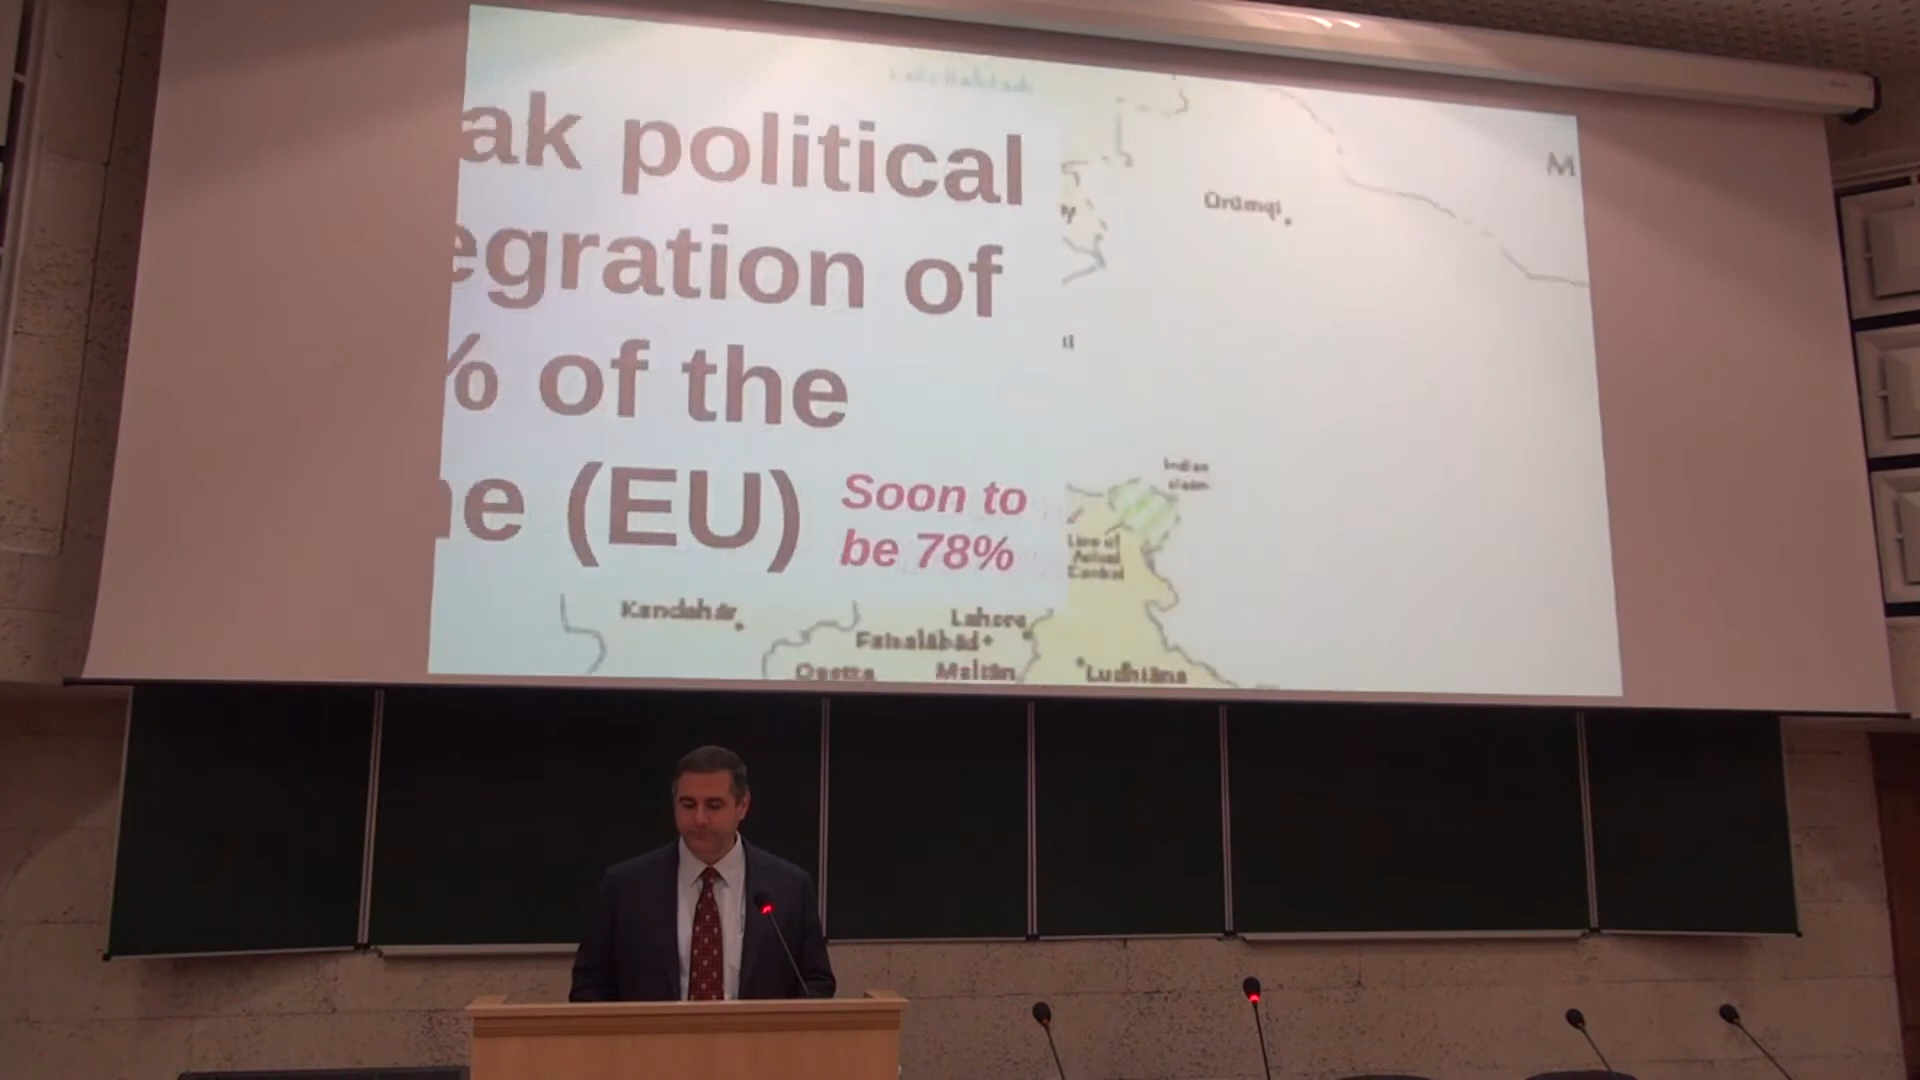 ak political
egration of
% of the
e (EU)
Soon to
be 78%
M
Ürümqi
Indian
claim
Line of
Actual
Control
Kandahār
Lahore
Faisalābād
Quetta
Multān
Ludhiāna